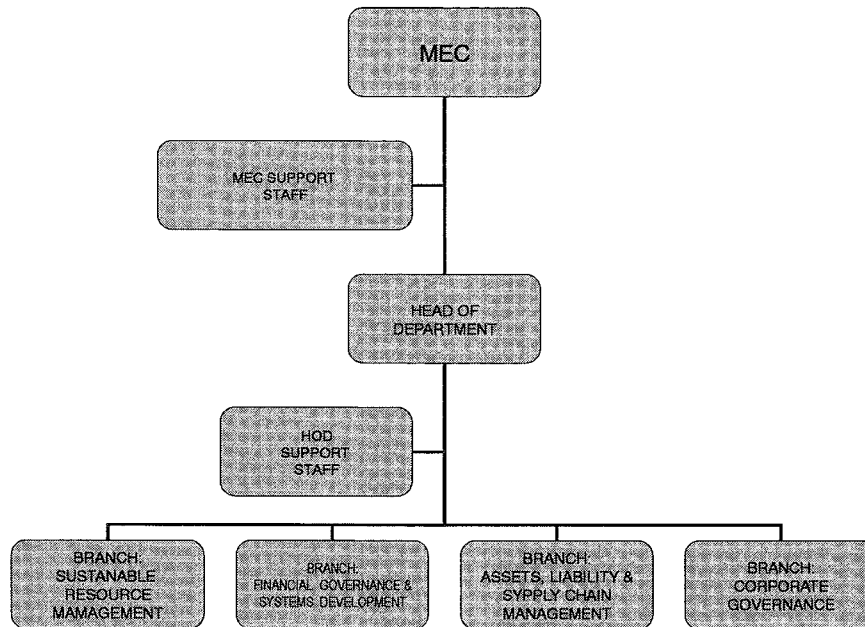 MEC
MEC SUPPORT
STAFF
HEAD OF
DEPARTMENT
HOD
SUPPORT
STAFF
BRANCH:
SUSTANABLE
RESOURCE
MAMAGEMENT
BRANCH:
FINANCIAL GOVERNANCE &
SYSTEMS DEVELOPMENT
BRANCH:
ASSETS, LIABILITY &
SYPPLY CHAIN
MANAGEMENT
BRANCH:
CORPORATE
GOVERNANCE